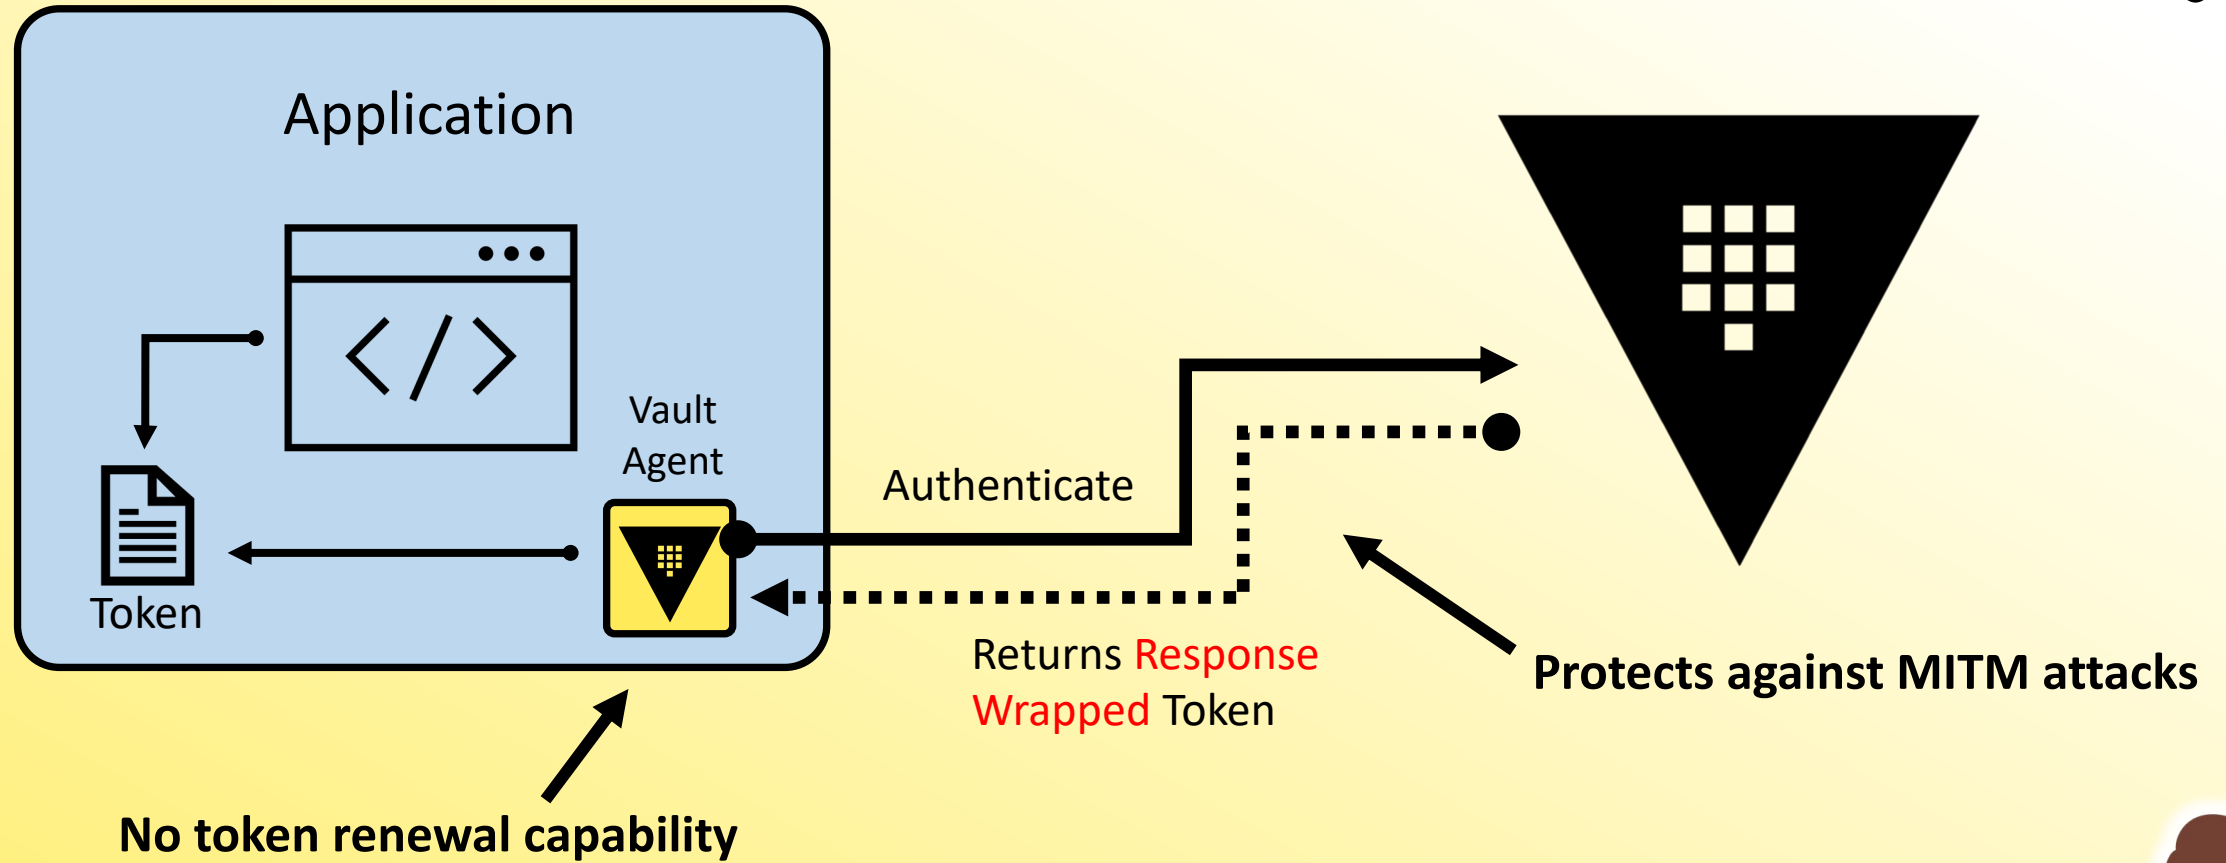 Application
</>
Vault
Agent
Authenticate
Token
Returns Response
Wrapped Token
Protects against MITM attacks
No token renewal capability